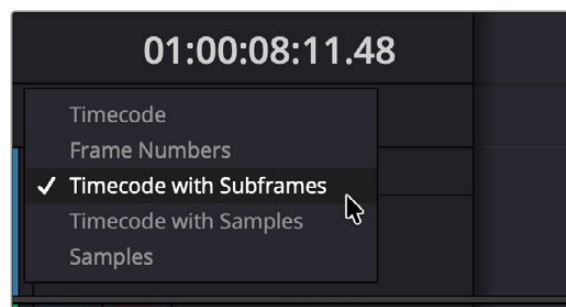 01:00:08:11.48
Timecode
Frame Numbers
Timecode with Subframes
Timecode with Samples
Samples